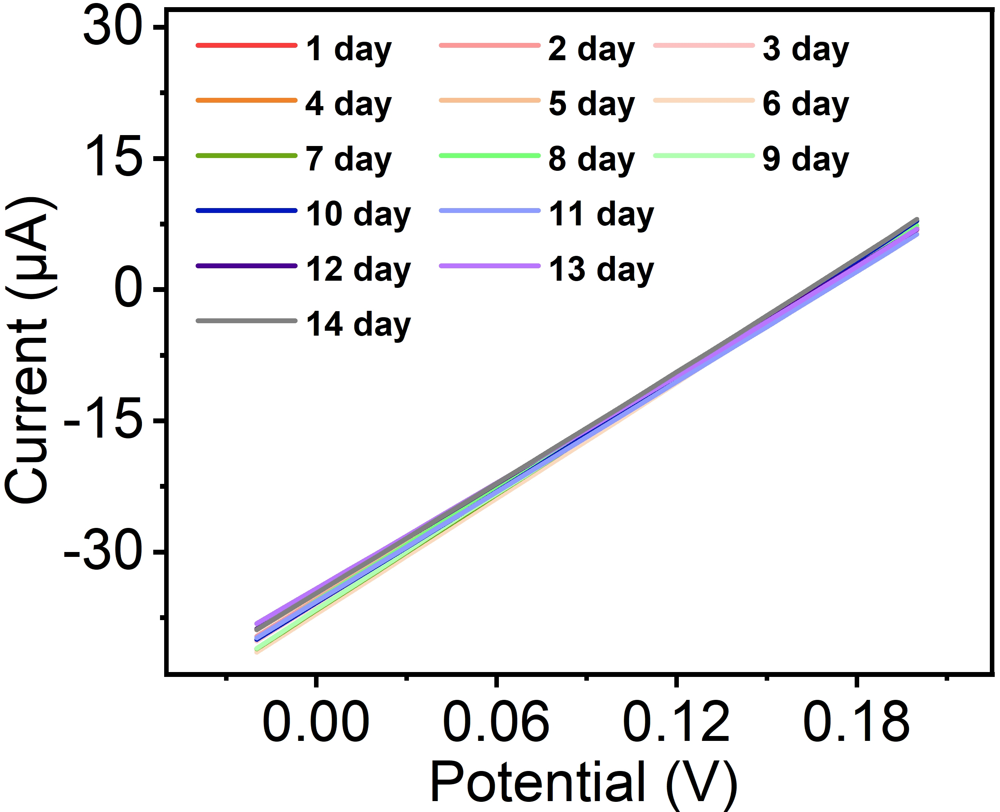 Current (µA)
30
15
0
-15
-30
1 day 2 day 3 day
4 day 5 day 6 day
7 day 8 day 9 day
10 day 11 day
12 day 13 day
14 day
0.00 0.06 0.12 0.18
Potential (V)